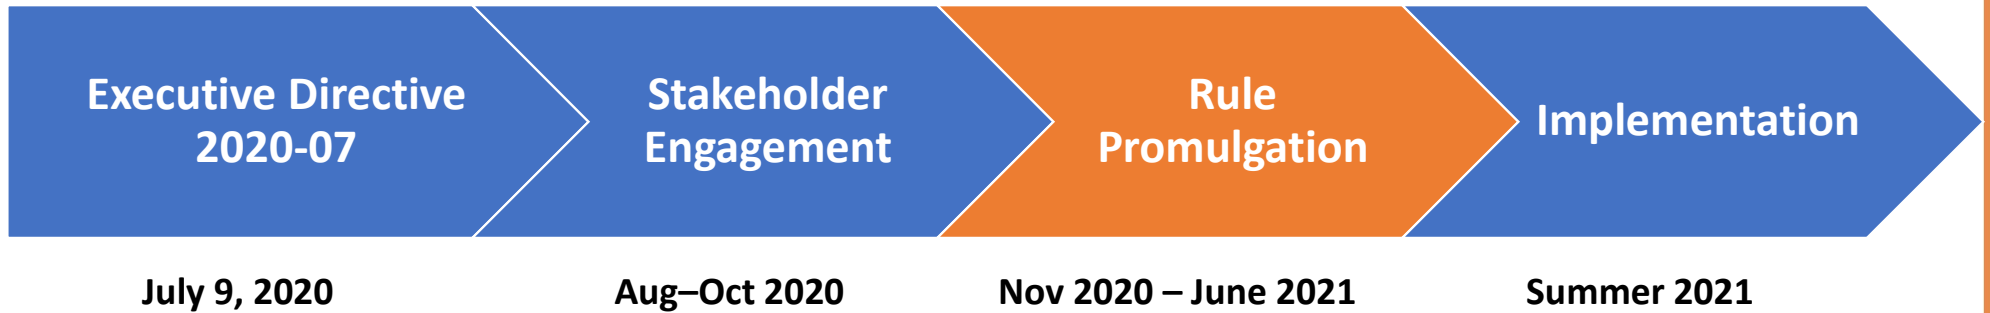 Executive Directive
2020-07
Stakeholder
Engagement
Rule
Promulgation
Implementation
July 9, 2020
Aug–Oct 2020
Nov 2020 – June 2021
Summer 2021